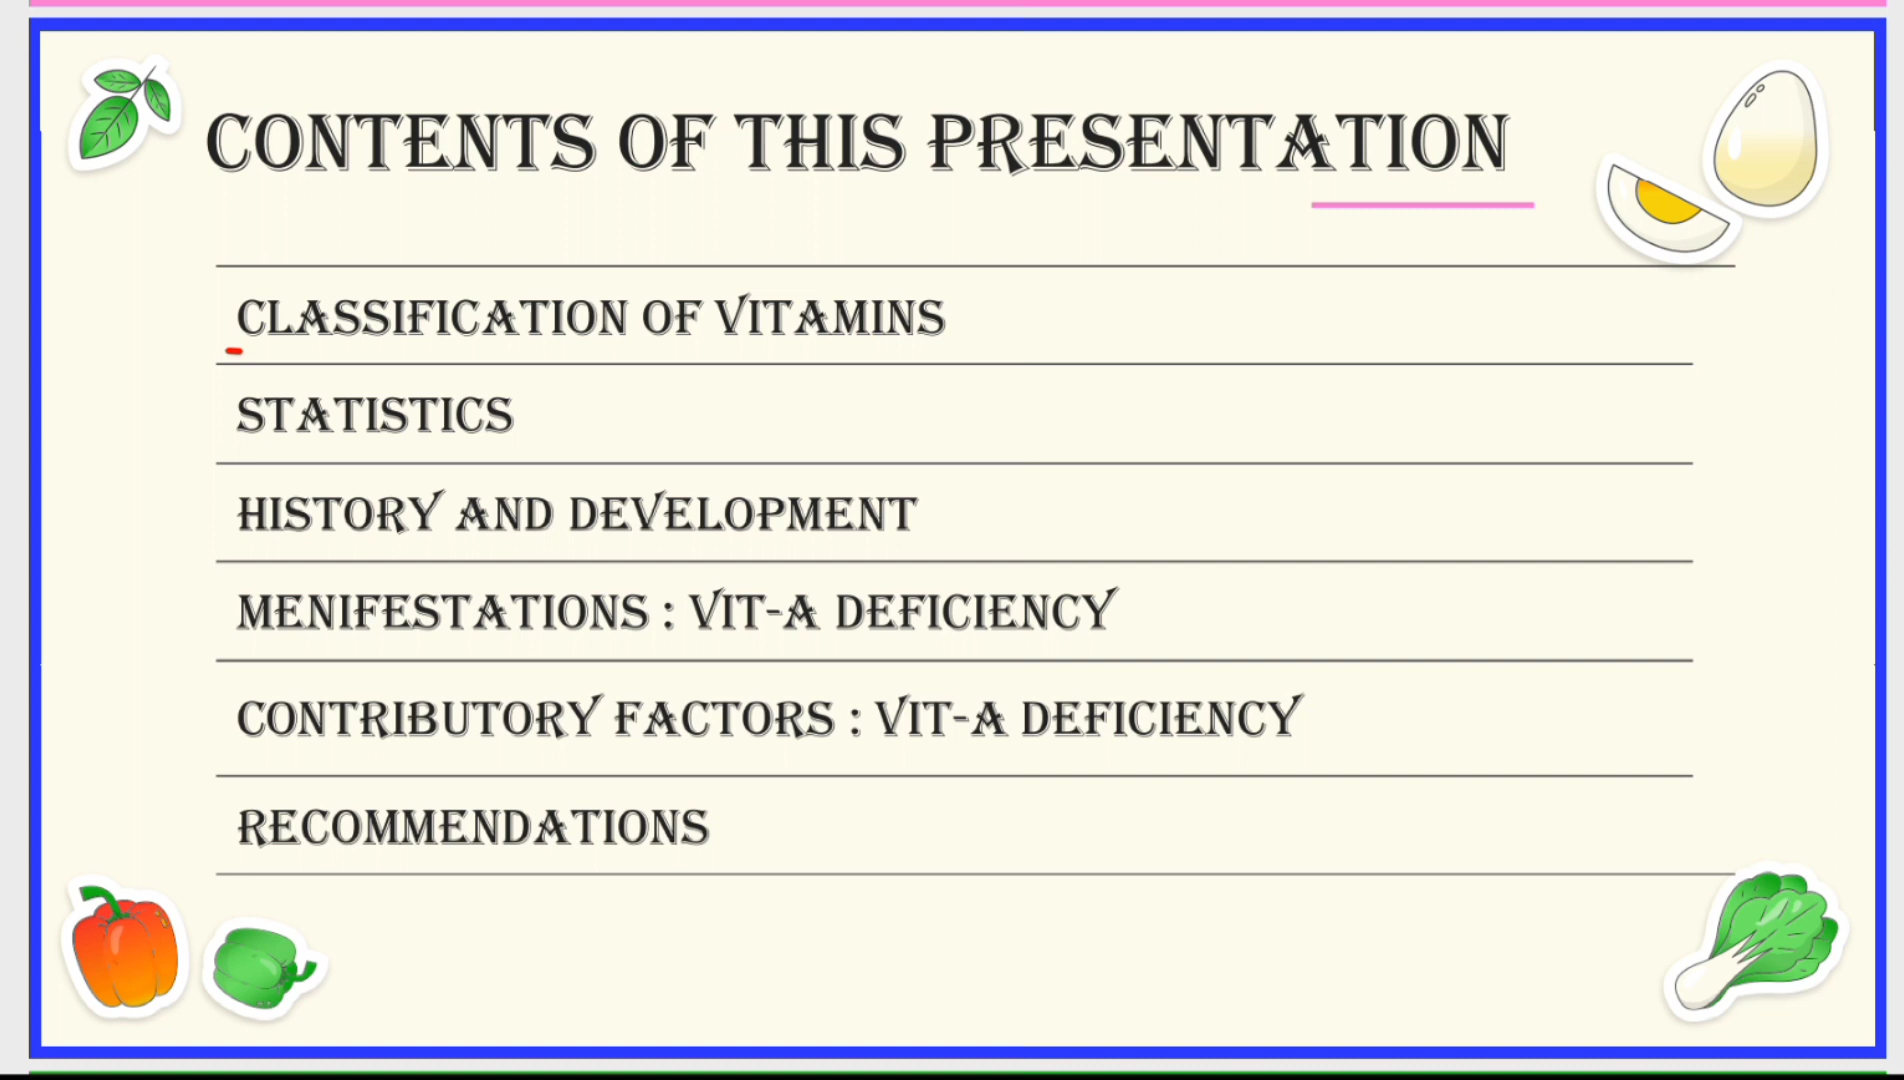 CONTENTS OF THIS PRESENTATION
CLASSIFICATION OF VITAMINS
STATISTICS
HISTORY AND DEVELOPMENT
MENIFESTATIONS : VIT-A DEFICIENCY
CONTRIBUTORY FACTORS : VIT-A DEFICIENCY
RECOMMENDATIONS